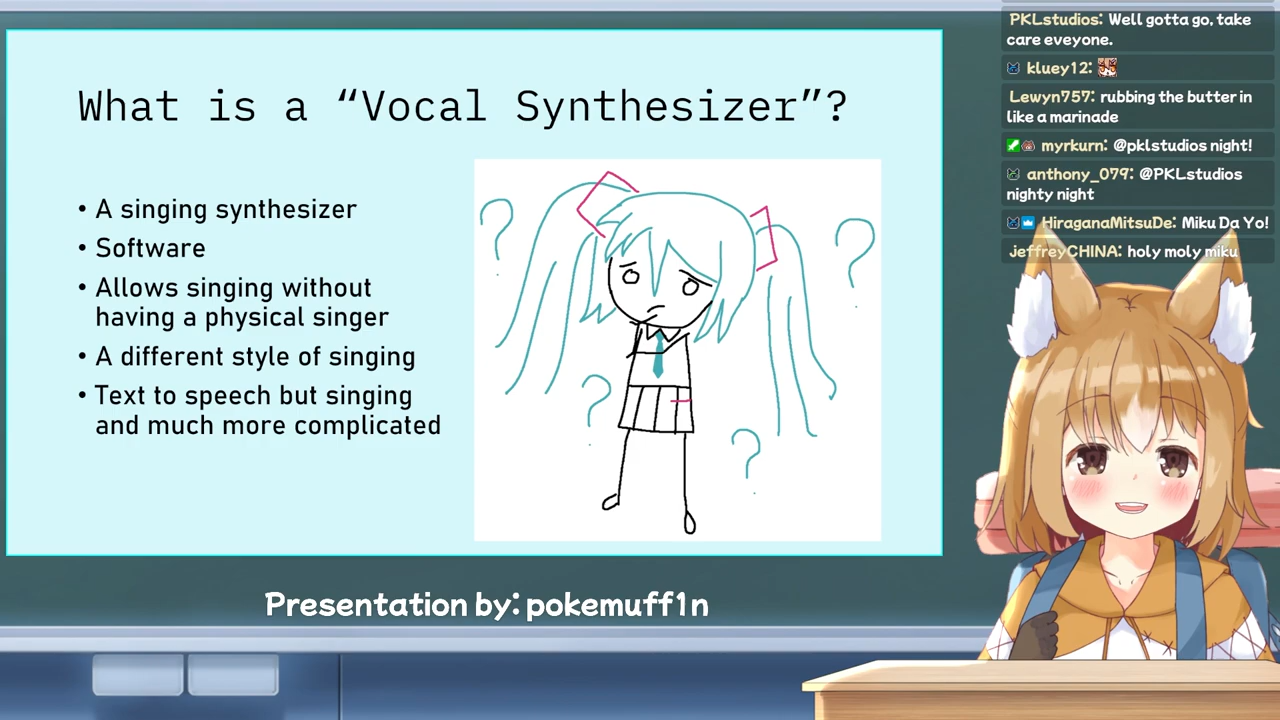 What is a “Vocal Synthesizer”?
• A singing synthesizer
• Software
• Allows singing without
having a physical singer
• A different style of singing
• Text to speech but singing
and much more complicated
? ? ? ?
Presentation by: pokemuff1n
PKLstudios: Well gotta go, take
care eveyone.
kluey12:
Lewyn757: rubbing the butter in
like a marinade
myrkurn: @pklstudios night!
anthony_079: @PKLstudios
nighty night
HiraganaMitsuDe: Miku Da Yo!
jeffreyCHINA: holy moly miku